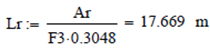 Lr := Ar / F3·0.3048 = 17.669 m